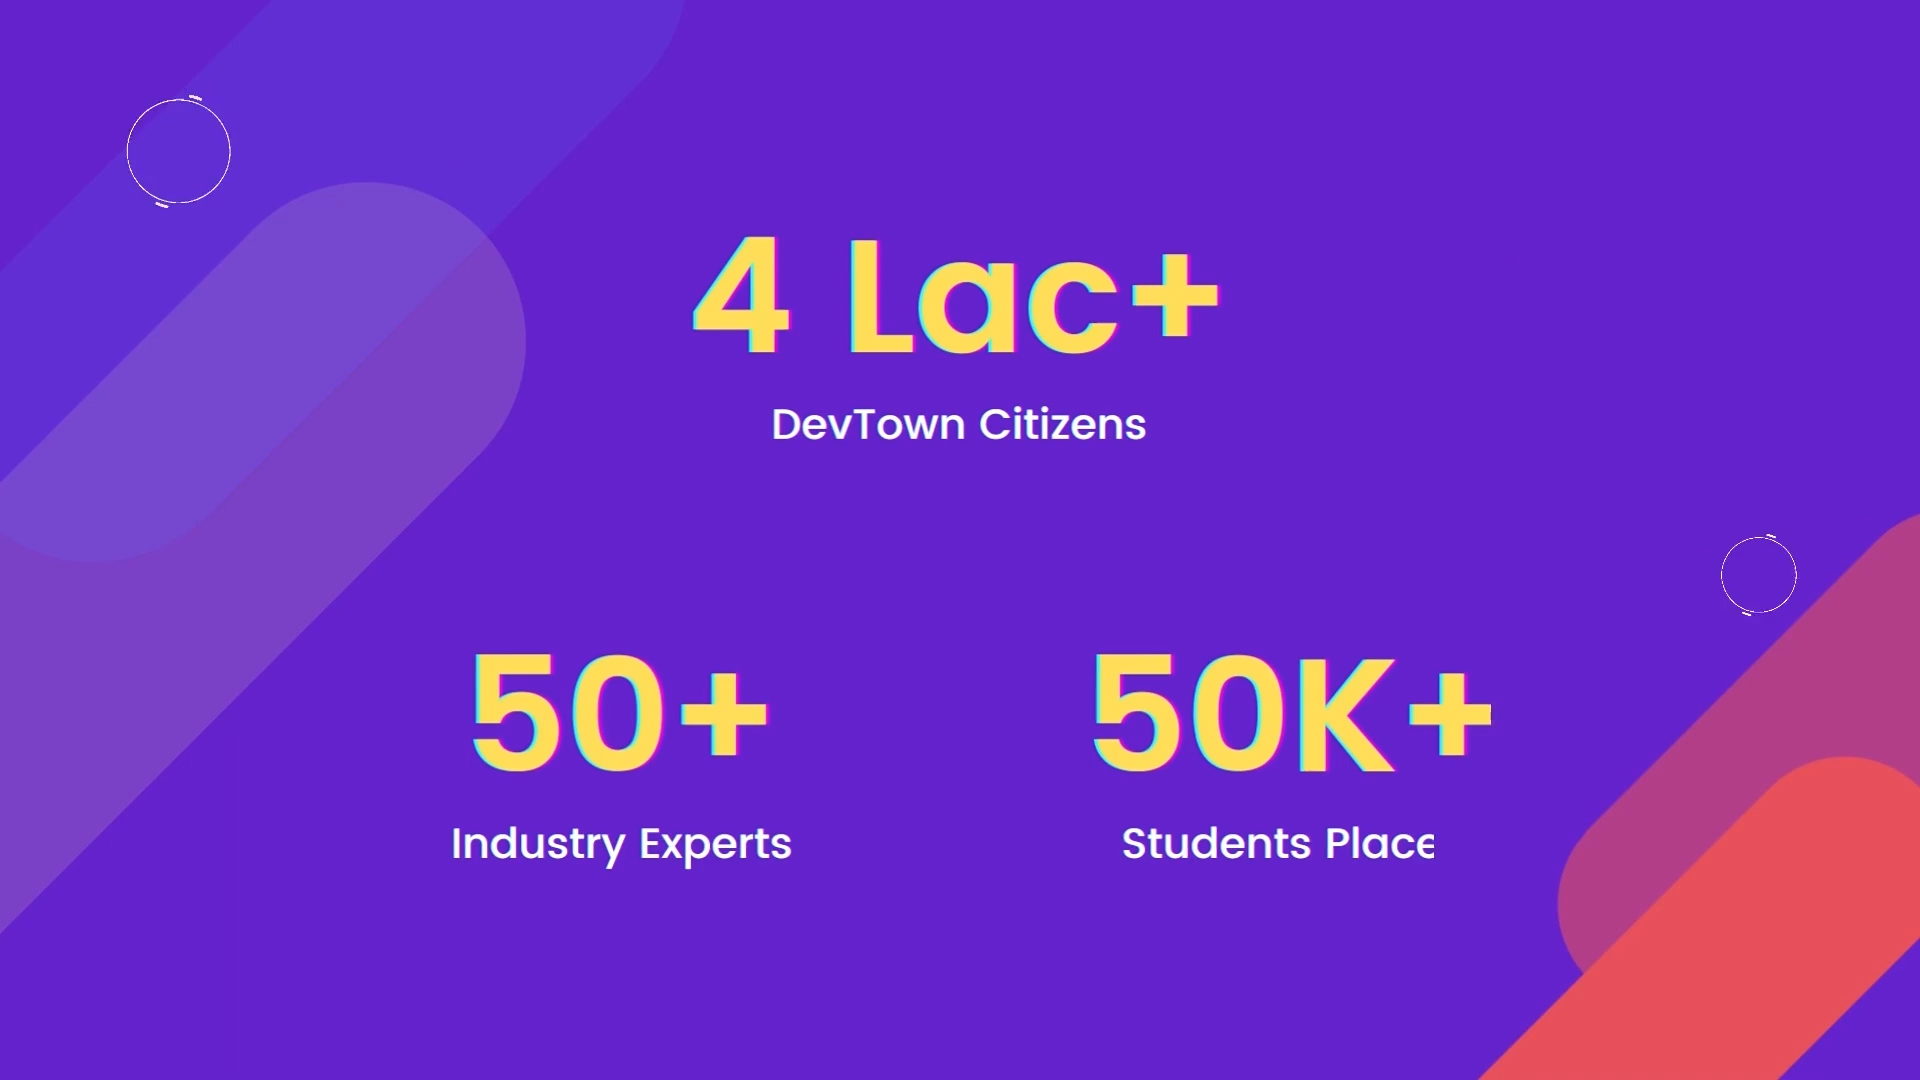 4 Lac+
DevTown Citizens
50+
Industry Experts
50K+
Students Place